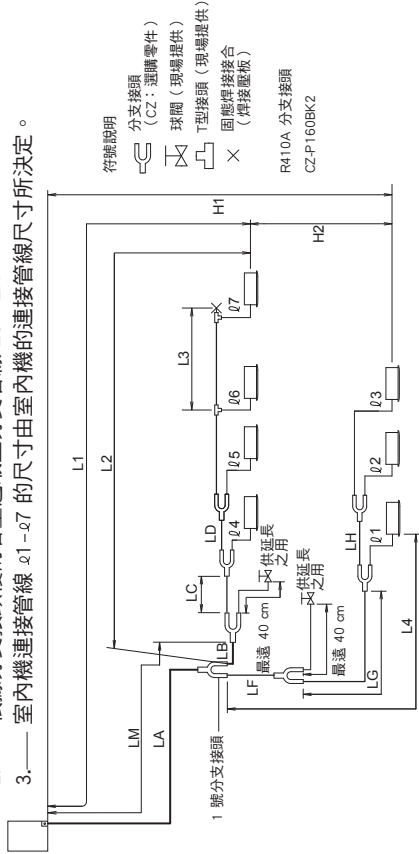 3.— 室內機連接管線 ℓ1-ℓ7 的尺寸由室內機的連接管線尺寸所決定。
L1
L2
L3
LM
LA
LB
LC
LD
LF
LG
LH
L4
H1
H2
ℓ1
ℓ2
ℓ3
ℓ4
ℓ5
ℓ6
ℓ7
1 號分支接頭
最遠 40 cm
供延長
之用
最遠 40 cm
供延長
之用
符號說明
分支接頭
(CZ：選購零件)
球閥 (現場提供)
T型接頭 (現場提供)
固態焊接接合
(焊接壓板)
R410A 分支接頭
CZ-P160BK2